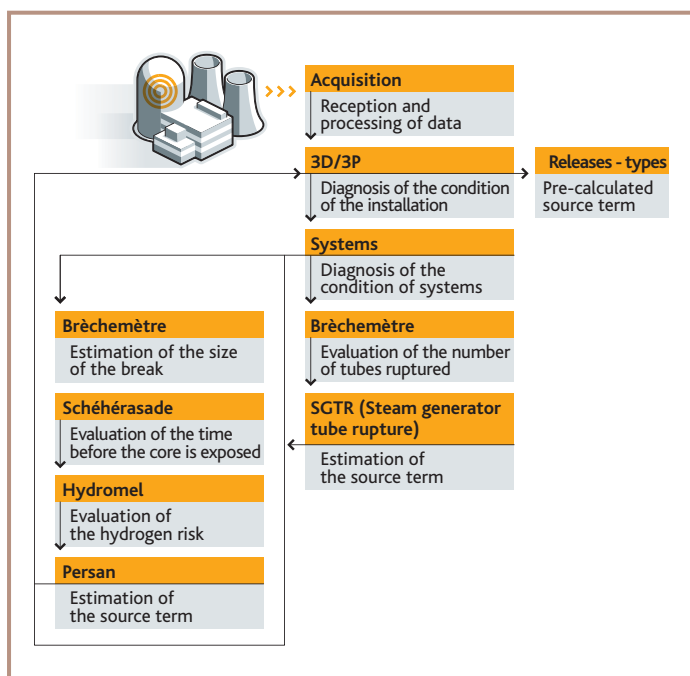 Acquisition
Reception and
processing of data
3D/3P
Diagnosis of the condition
of the installation
Releases - types
Pre-calculated
source term
Systems
Diagnosis of the
condition of systems
Brèchemètre
Estimation of the size
of the break
Brèchemètre
Evaluation of the number
of tubes ruptured
Schéhérasade
Evaluation of the time
before the core is exposed
SGTR (Steam generator
tube rupture)
Estimation of
the source term
Hydromel
Evaluation of
the hydrogen risk
Persan
Estimation of
the source term